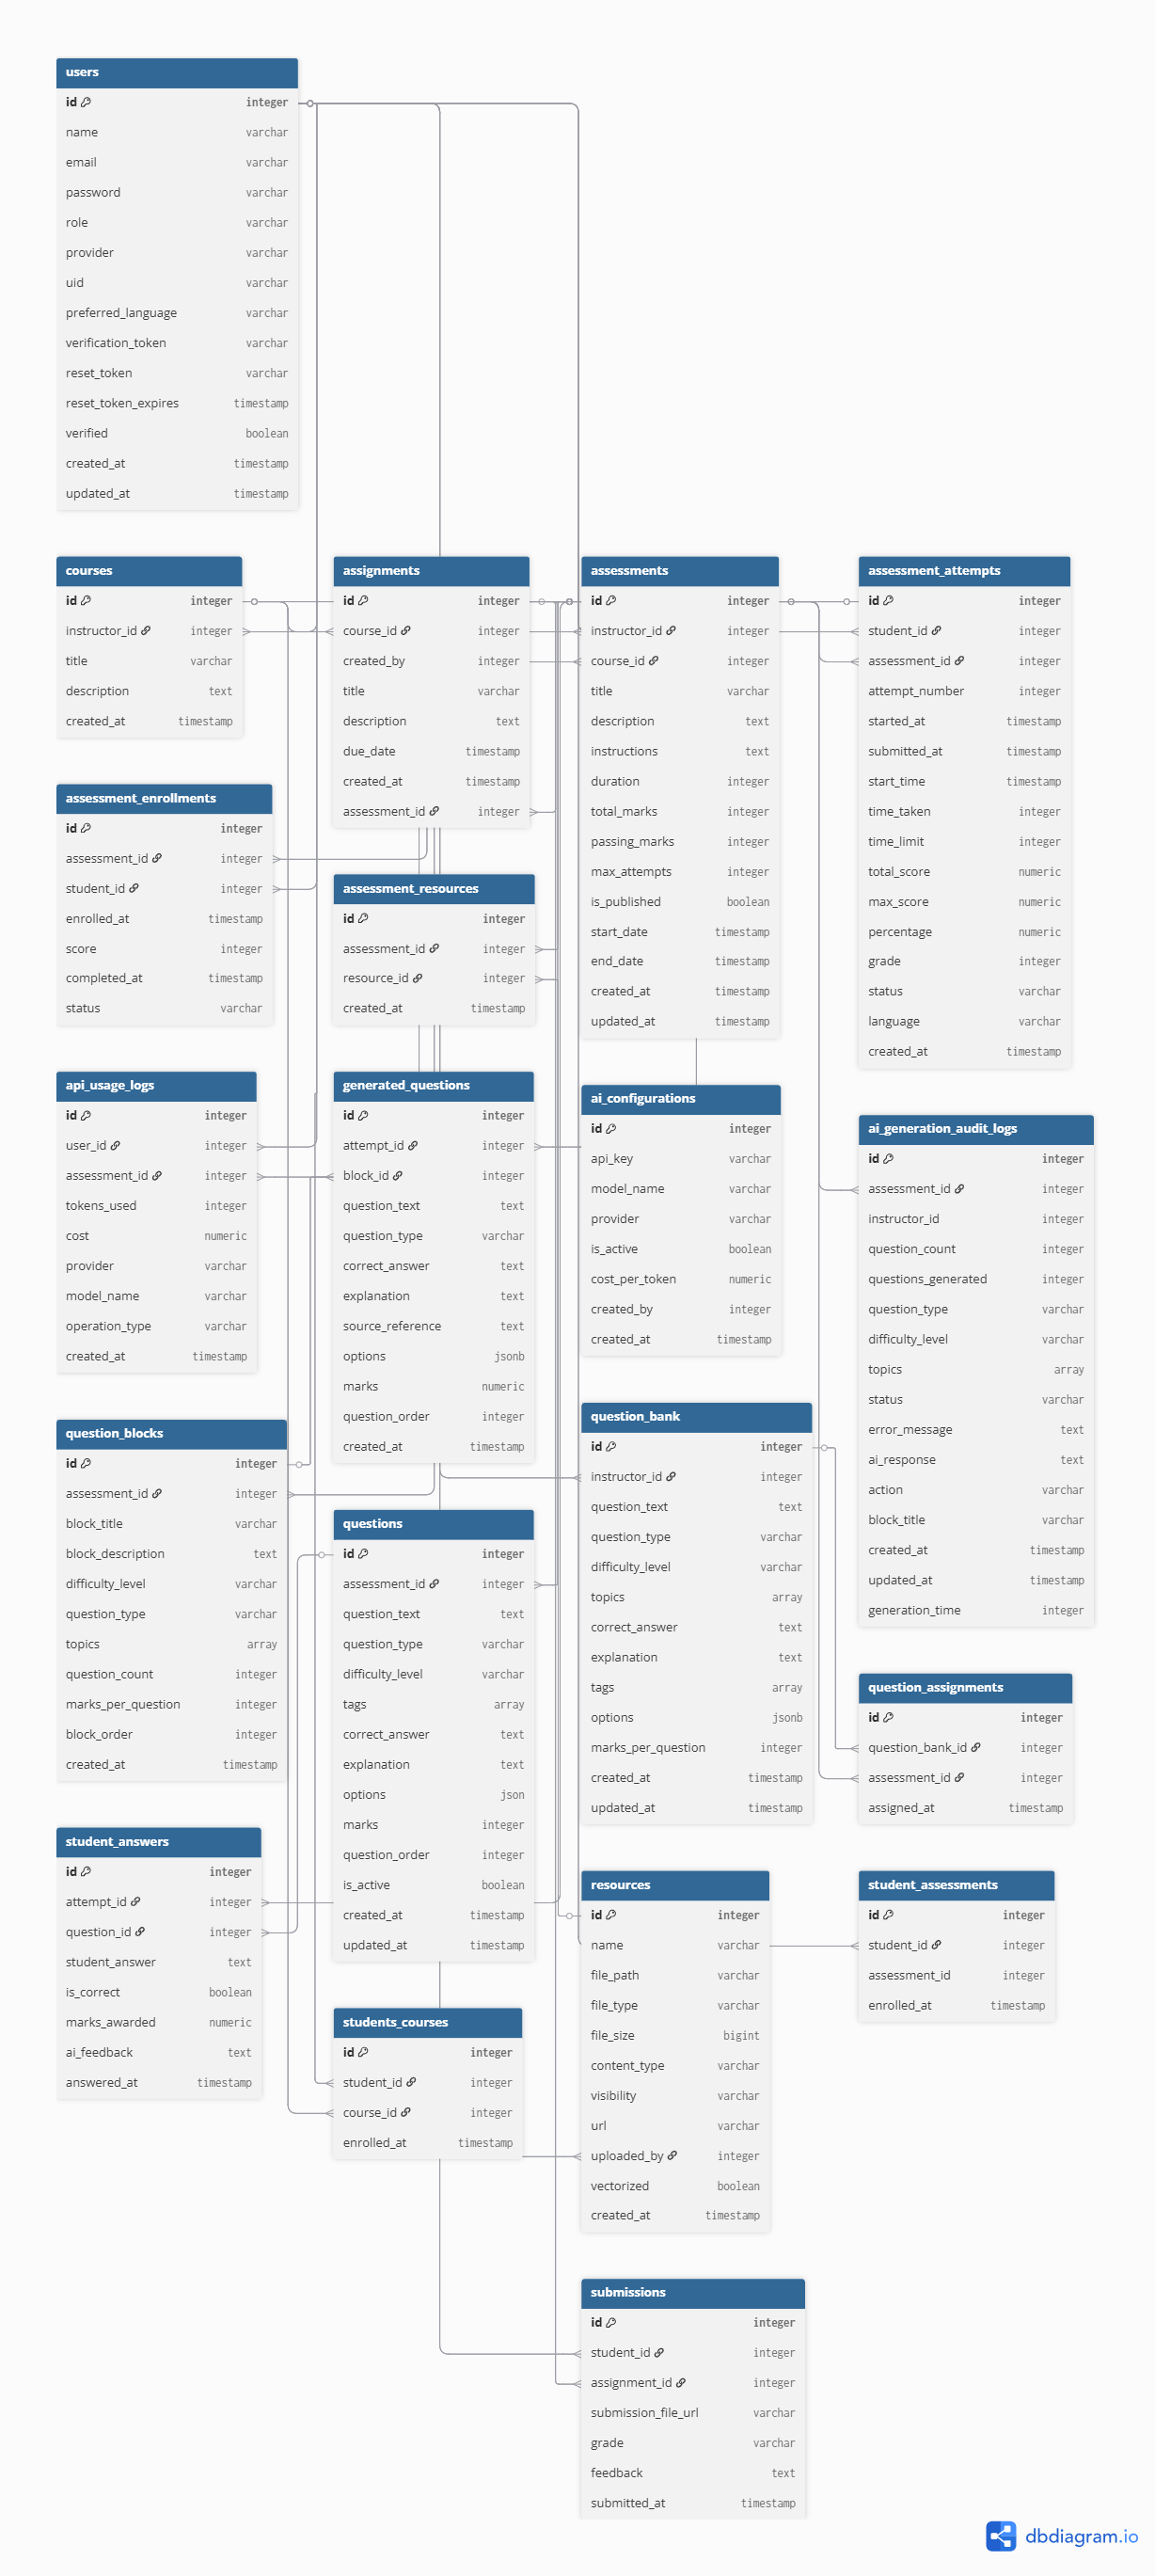 users
id integer
name varchar
email varchar
password varchar
role varchar
provider varchar
uid varchar
preferred_language varchar
verification_token varchar
reset_token varchar
reset_token_expires timestamp
verified boolean
created_at timestamp
updated_at timestamp
courses
id integer
instructor_id integer
title varchar
description text
created_at timestamp
assignments
id integer
course_id integer
created_by integer
title varchar
description text
due_date timestamp
created_at timestamp
assessment_id integer
assessments
id integer
instructor_id integer
course_id integer
title varchar
description text
instructions text
duration integer
total_marks integer
passing_marks integer
max_attempts integer
is_published boolean
start_date timestamp
end_date timestamp
created_at timestamp
updated_at timestamp
assessment_attempts
id integer
student_id integer
assessment_id integer
attempt_number integer
started_at timestamp
submitted_at timestamp
start_time timestamp
time_taken integer
time_limit integer
total_score numeric
max_score numeric
percentage numeric
grade integer
status varchar
language varchar
created_at timestamp
assessment_enrollments
id integer
assessment_id integer
student_id integer
enrolled_at timestamp
score integer
completed_at timestamp
status varchar
assessment_resources
id integer
assessment_id integer
resource_id integer
created_at timestamp
api_usage_logs
id integer
user_id integer
assessment_id integer
tokens_used integer
cost numeric
provider varchar
model_name varchar
operation_type varchar
created_at timestamp
generated_questions
id integer
attempt_id integer
block_id integer
question_text text
question_type varchar
correct_answer text
explanation text
source_reference text
options jsonb
marks numeric
question_order integer
created_at timestamp
ai_configurations
id integer
api_key varchar
model_name varchar
provider varchar
is_active boolean
cost_per_token numeric
created_by integer
created_at timestamp
ai_generation_audit_logs
id integer
assessment_id integer
instructor_id integer
question_count integer
questions_generated integer
question_type varchar
difficulty_level varchar
topics array
status varchar
error_message text
ai_response text
action varchar
block_title varchar
created_at timestamp
updated_at timestamp
generation_time integer
question_blocks
id integer
assessment_id integer
block_title varchar
block_description text
difficulty_level varchar
question_type varchar
topics array
question_count integer
marks_per_question integer
block_order integer
created_at timestamp
questions
id integer
assessment_id integer
question_text text
question_type varchar
difficulty_level varchar
tags array
correct_answer text
explanation text
options json
marks integer
question_order integer
is_active boolean
created_at timestamp
updated_at timestamp
question_bank
id integer
instructor_id integer
question_text text
question_type varchar
difficulty_level varchar
topics array
correct_answer text
explanation text
tags array
options jsonb
marks_per_question integer
created_at timestamp
updated_at timestamp
question_assignments
id integer
question_bank_id integer
assessment_id integer
assigned_at timestamp
student_answers
id integer
attempt_id integer
question_id integer
student_answer text
is_correct boolean
marks_awarded numeric
ai_feedback text
answered_at timestamp
students_courses
id integer
student_id integer
course_id integer
enrolled_at timestamp
resources
id integer
name varchar
file_path varchar
file_type varchar
file_size bigint
content_type varchar
visibility varchar
url varchar
uploaded_by integer
vectorized boolean
created_at timestamp
student_assessments
id integer
student_id integer
assessment_id integer
enrolled_at timestamp
submissions
id integer
student_id integer
assignment_id integer
submission_file_url varchar
grade varchar
feedback text
submitted_at timestamp
dbdiagram.io